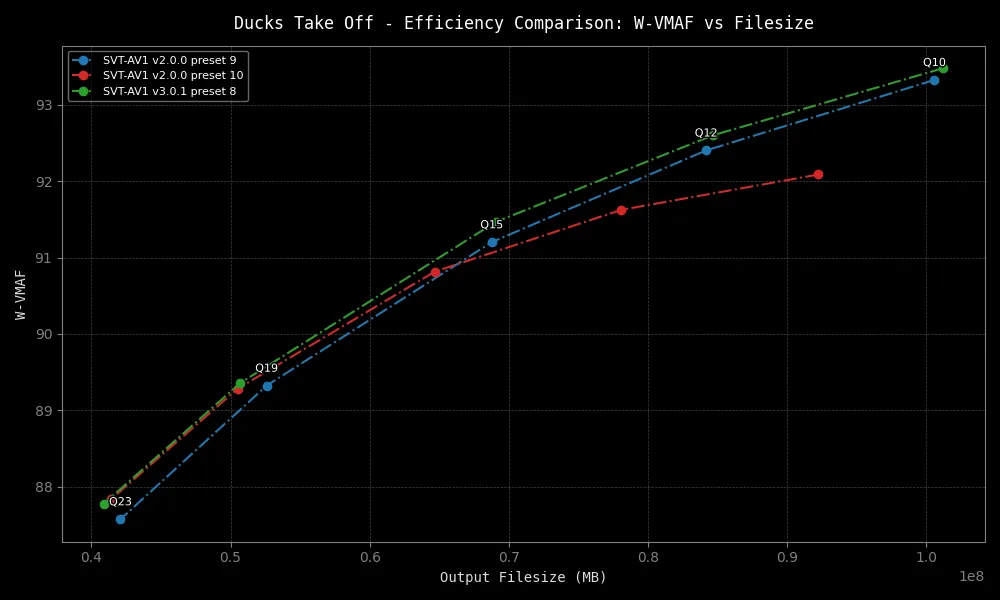 Ducks Take Off - Efficiency Comparison: W-VMAF vs Filesize
SVT-AV1 v2.0.0 preset 9
SVT-AV1 v2.0.0 preset 10
SVT-AV1 v3.0.1 preset 8
Q10
Q12
Q15
Q19
Q23
93
92
91
90
89
88
W-VMAF
0.4 0.5 0.6 0.7 0.8 0.9 1.0
1e8
Output Filesize (MB)